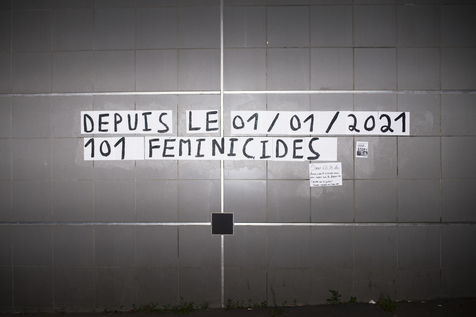 DEPUIS LE 01/01/2021
101 FEMINICIDES